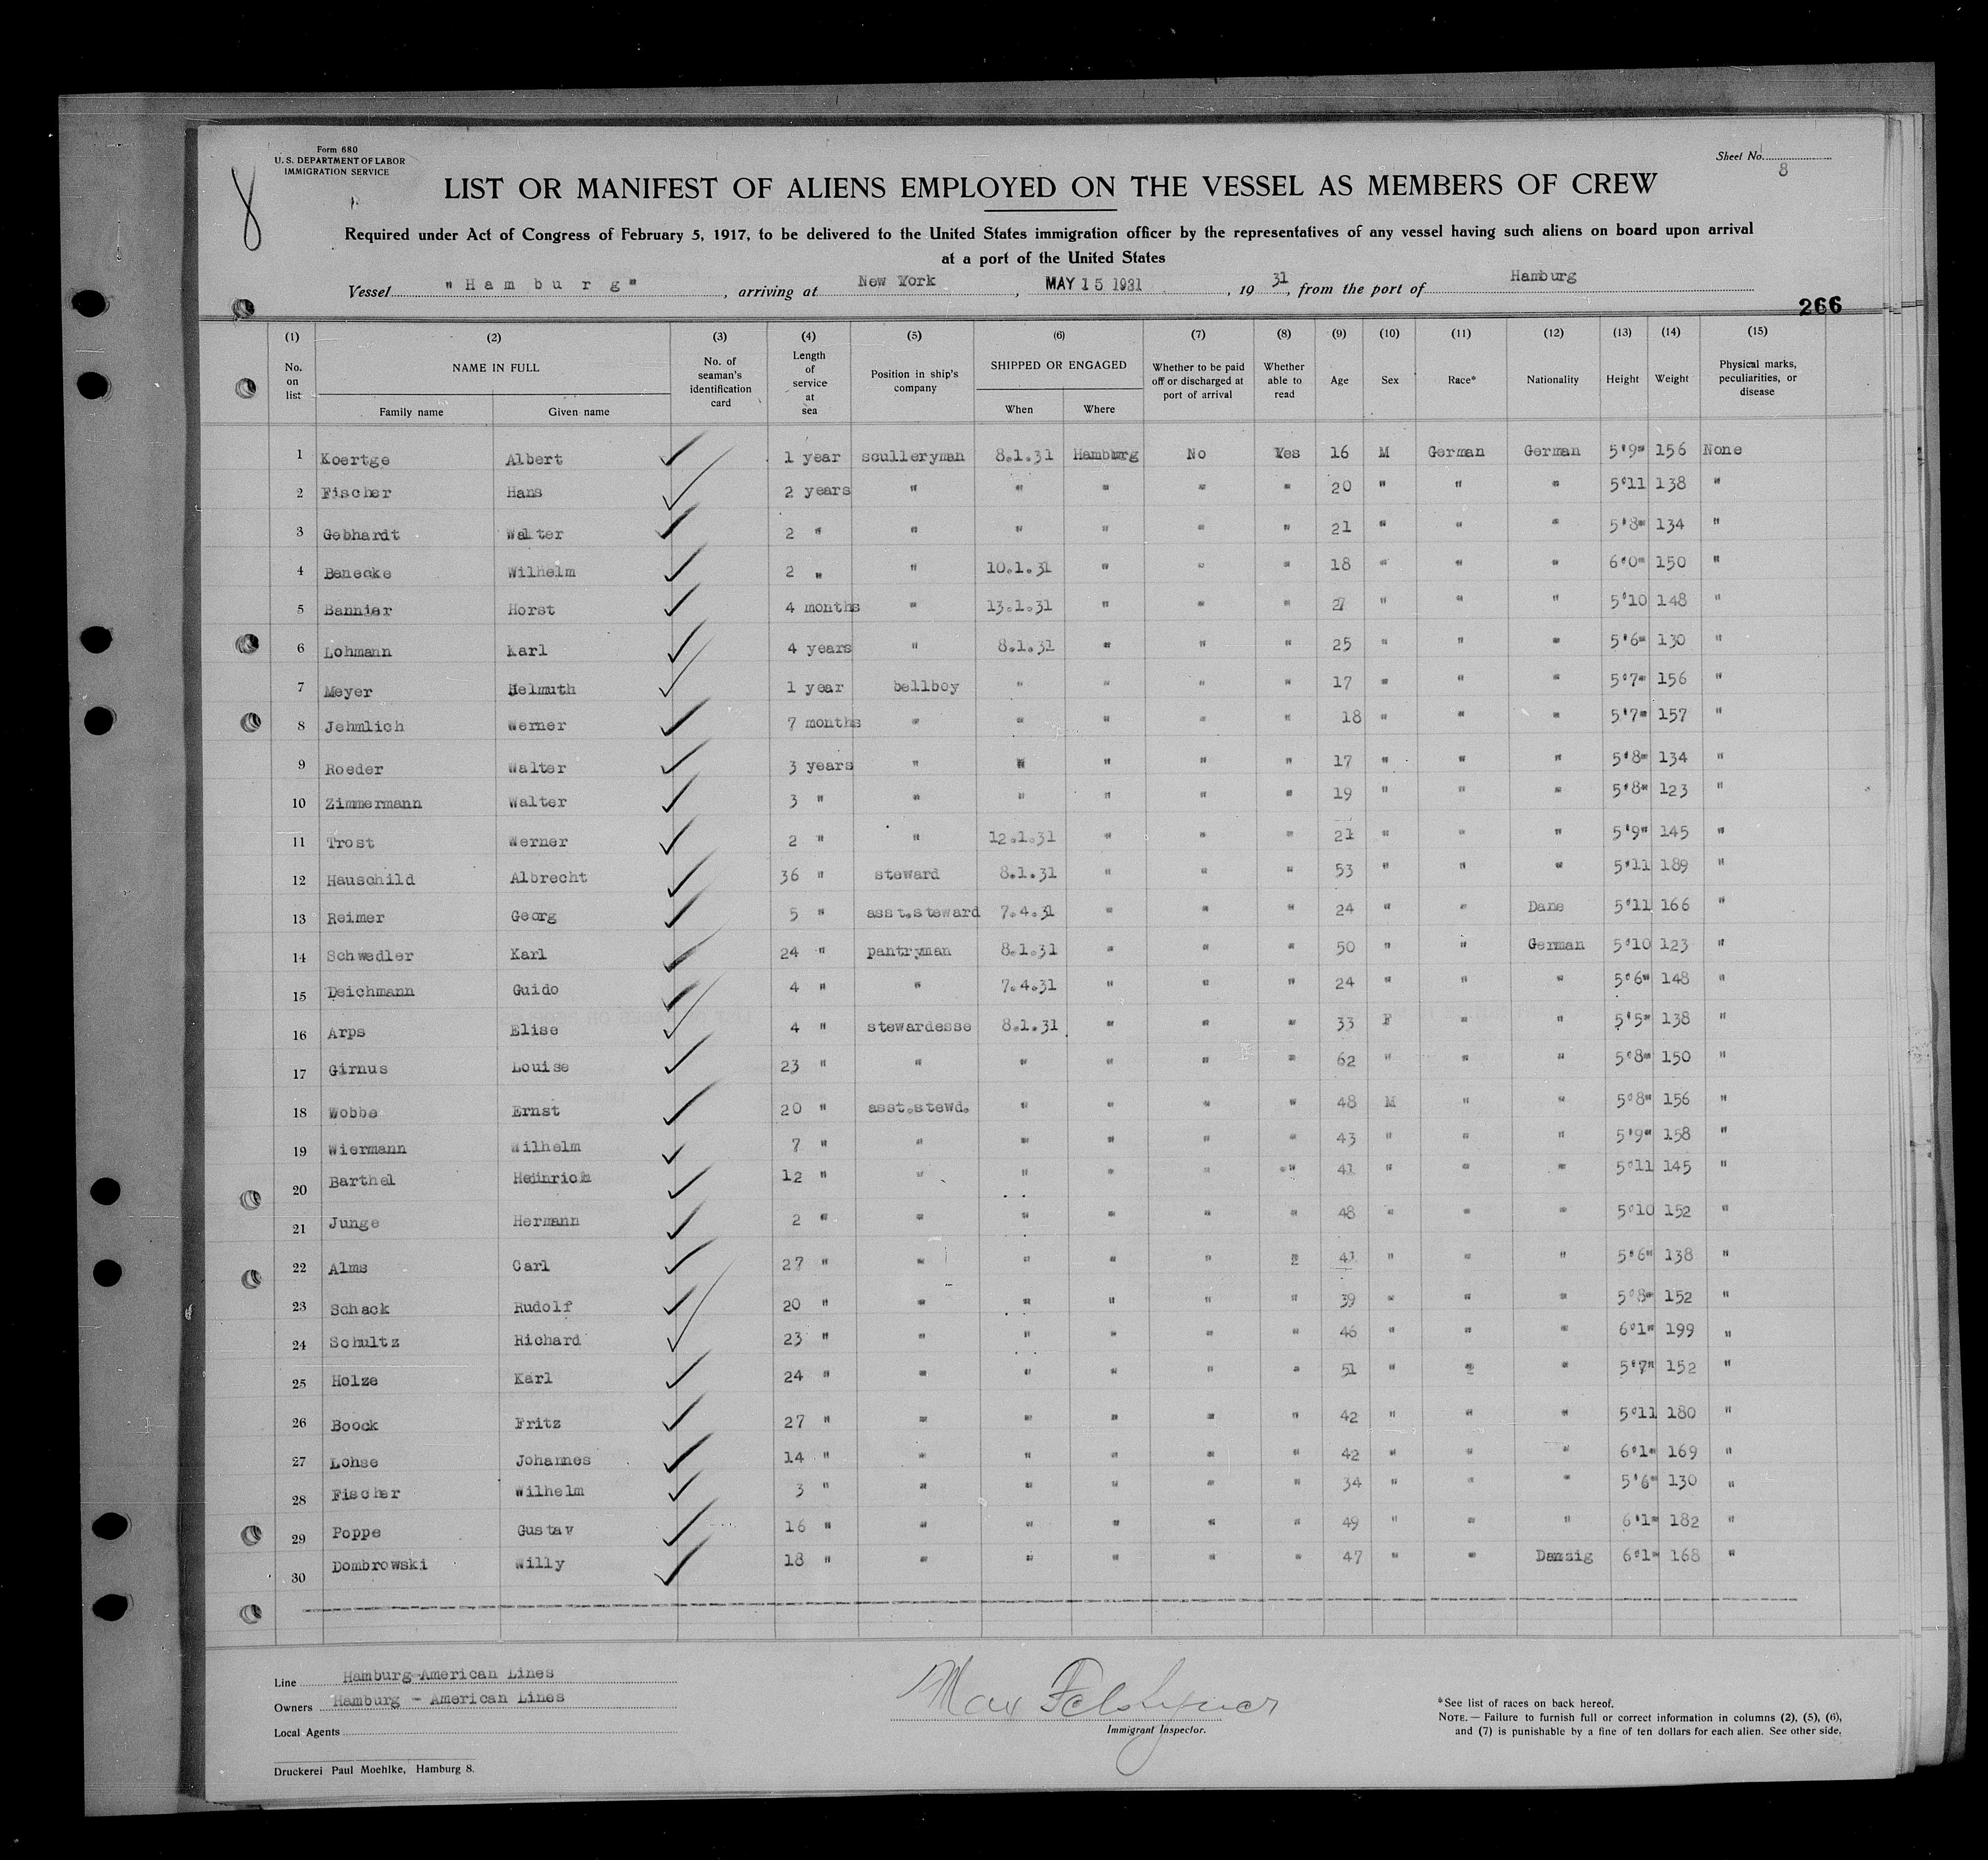 Form 680
U. S. DEPARTMENT OF LABOR
IMMIGRATION SERVICE
Sheet No.
8
8
LIST OR MANIFEST OF ALIENS EMPLOYED ON THE VESSEL AS MEMBERS OF CREW
Required under Act of Congress of February 5, 1917, to be delivered to the United States immigration officer by the representatives of any vessel having such aliens on board upon arrival
at a port of the United States
Vessel "Hamburg", arriving at New York, MAY 15 1931, 1931, from the port of Hamburg
266
(1) (2) (3) (4) (5) (6) (7) (8) (9) (10) (11) (12) (13) (14) (15)
No. on list NAME IN FULL Family name Given name No. of seaman's identification card Length of service at sea Position in ship's company SHIPPED OR ENGAGED When Where Whether to be paid off or discharged at port of arrival Whether able to read Age Sex Race* Nationality Height Weight Physical marks, peculiarities, or disease
1 Koertge Albert 1 year sculleryman 8.1.31 Hamburg No Yes 16 M German German 5'9" 156 None
2 Fischer Hans 2 years " " " " " 20 " " " 5'11 138 "
3 Gebhardt Walter 2 " " " " " " 21 " " " 5'8" 134 "
4 Benecke Wilhelm 2 " " 10.1.31 " " " 18 " " " 6'0" 150 "
5 Bannier Horst 4 months " 13.1.31 " " " 27 " " " 5'10 148 "
6 Lohmann Karl 4 years " 8.1.31 " " " 25 " " " 5'6" 130 "
7 Meyer Helmuth 1 year bellboy " " " " 17 " " " 5'7" 156 "
8 Jehmlich Werner 7 months " " " " " 18 " " " 5'7" 157 "
9 Roeder Walter 3 years " " " " " 17 " " " 5'8" 134 "
10 Zimmermann Walter 3 " " " " " " 19 " " " 5'8" 123 "
11 Trost Werner 2 " " 12.1.31 " " " 21 " " " 5'9" 145 "
12 Hauschild Albrecht 36 " steward 8.1.31 " " " 53 " " " 5'11 189 "
13 Reimer Georg 5 " asst.steward 7.4.31 " " " 24 " " Dane 5'11 166 "
14 Schwedler Karl 24 " pantryman 8.1.31 " " " 50 " " German 5'10 123 "
15 Deichmann Guido 4 " " 7.4.31 " " " 24 " " " 5'6" 148 "
16 Arps Elise 4 " stewardesse 8.1.31 " " " 33 F " " 5'5" 138 "
17 Girnus Louise 23 " " " " " " 62 " " " 5'8" 150 "
18 Wobbe Ernst 20 " asst.stewd. " " " " 48 M " " 5'8" 156 "
19 Wiermann Wilhelm 7 " " " " " " 43 " " " 5'9" 158 "
20 Barthel Heinrich 12 " " " " " " 41 " " " 5'11 145 "
21 Junge Hermann 2 " " " " " " 48 " " " 5'10 152 "
22 Alms Carl 27 " " " " " " 41 " " " 5'6" 138 "
23 Schack Rudolf 20 " " " " " " 39 " " " 5'8" 152 "
24 Schultz Richard 23 " " " " " " 46 " " " 6'1" 199 "
25 Holze Karl 24 " " " " " " 51 " " " 5'7" 152 "
26 Boock Fritz 27 " " " " " " 42 " " " 5'11 180 "
27 Lohse Johannes 14 " " " " " " 42 " " " 6'1" 169 "
28 Fischer Wilhelm 3 " " " " " " 34 " " " 5'6" 130 "
29 Poppe Gustav 16 " " " " " " 49 " " " 6'1" 182 "
30 Dombrowski Willy 18 " " " " " " 47 " " Danzig 6'1" 168 "
Line Hamburg-American Lines
Owners Hamburg - American Lines
Local Agents
Max
Immigrant Inspector.
*See list of races on back hereof.
NOTE.— Failure to furnish full or correct information in columns (2), (5), (6),
and (7) is punishable by a fine of ten dollars for each alien. See other side.
Druckerei Paul Moehlke, Hamburg 8.